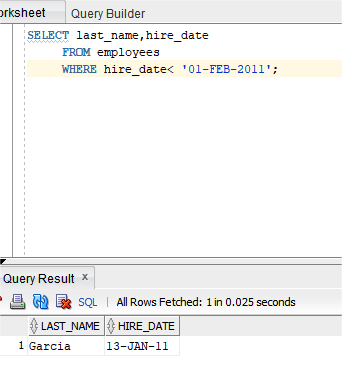 orksheet Query Builder
SELECT last_name,hire_date
FROM employees
WHERE hire_date< '01-FEB-2011';
Query Result x
SQL | All Rows Fetched: 1 in 0.025 seconds
LAST_NAME HIRE_DATE
1 Garcia 13-JAN-11